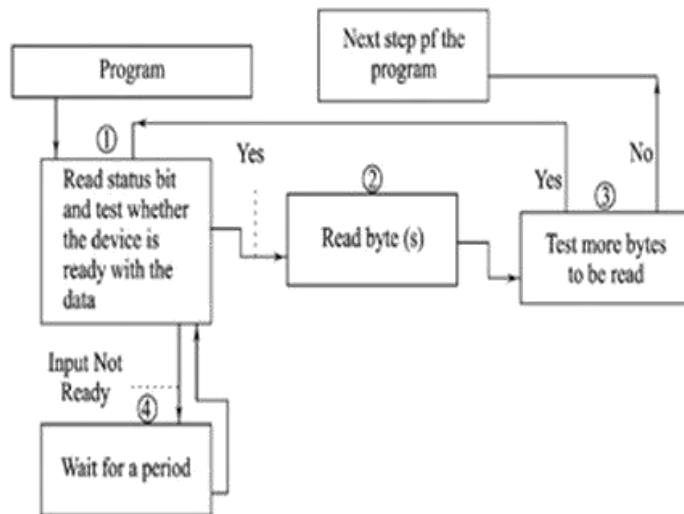 Program
Next step pf the
program
①
Read status bit
and test whether
the device is
ready with the
data
Yes
②
Read byte (s)
Yes
No
③
Test more bytes
to be read
Input Not
Ready
④
Wait for a period